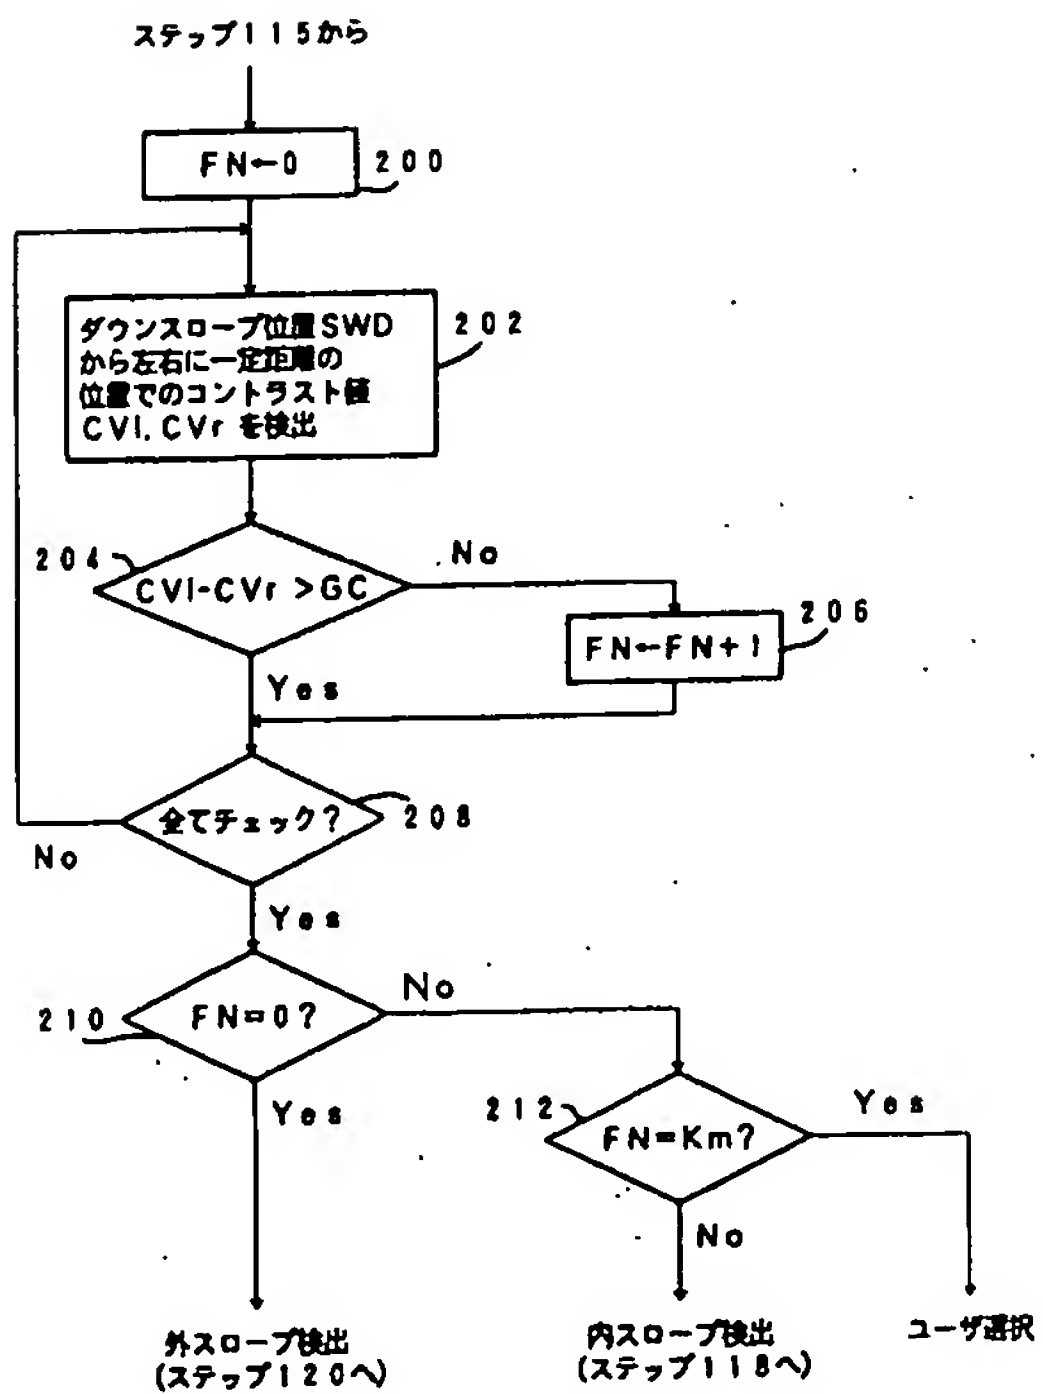 ステップ115から
FN←0
200
ダウンスロープ位置SWD
から左右に一定距離の
位置でのコントラスト値
CVl, CVr を検出
202
204
CVl-CVr >GC
No
206
FN←FN+1
Yes
全てチェック?
208
No
Yes
210
FN=0?
No
Yes
212
FN=Km?
Yes
No
外スロープ検出
(ステップ120へ)
内スロープ検出
(ステップ118へ)
ユーザ選択